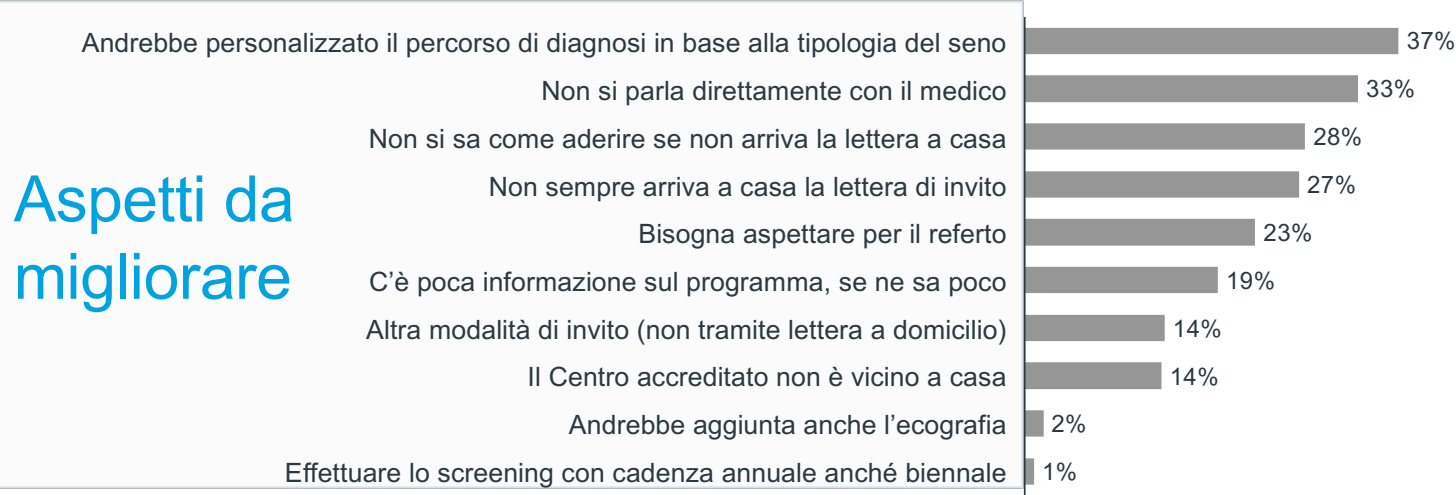 Aspetti da
migliorare
Andrebbe personalizzato il percorso di diagnosi in base alla tipologia del seno 37%
Non si parla direttamente con il medico 33%
Non si sa come aderire se non arriva la lettera a casa 28%
Non sempre arriva a casa la lettera di invito 27%
Bisogna aspettare per il referto 23%
C’è poca informazione sul programma, se ne sa poco 19%
Altra modalità di invito (non tramite lettera a domicilio) 14%
Il Centro accreditato non è vicino a casa 14%
Andrebbe aggiunta anche l’ecografia 2%
Effettuare lo screening con cadenza annuale anché biennale 1%